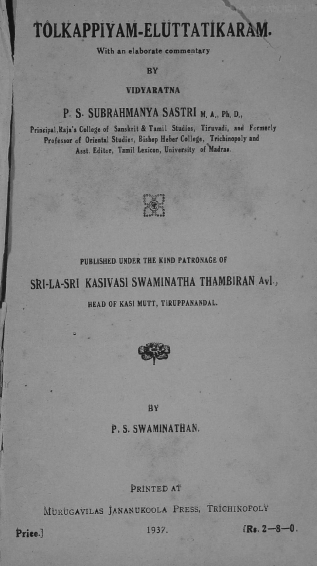 TOLKAPPIYAM-ELUTTATIKARAM.
With an elaborate commentary
BY
VIDYARATNA
P. S. SUBRAHMANYA SASTRI M. A., Ph. D.,
Principal, Raja's College of Sanskrit & Tamil Studies, Tiruvadi, and Formerly
Professor of Oriental Studies, Bishop Heber College, Trichinopoly and
Asst. Editor, Tamil Lexicon, University of Madras.
PUBLISHED UNDER THE KIND PATRONAGE OF
SRI-LA-SRI KASIVASI SWAMINATHA THAMBIRAN Avl.,
HEAD OF KASI MUTT, TIRUPPANANDAL.
BY
P. S. SWAMINATHAN.
PRINTED AT
MURUGAVILAS JANANUKOOLA PRESS, TRICHINOPOLY
Price.] 1937. [Rs. 2-8-0.